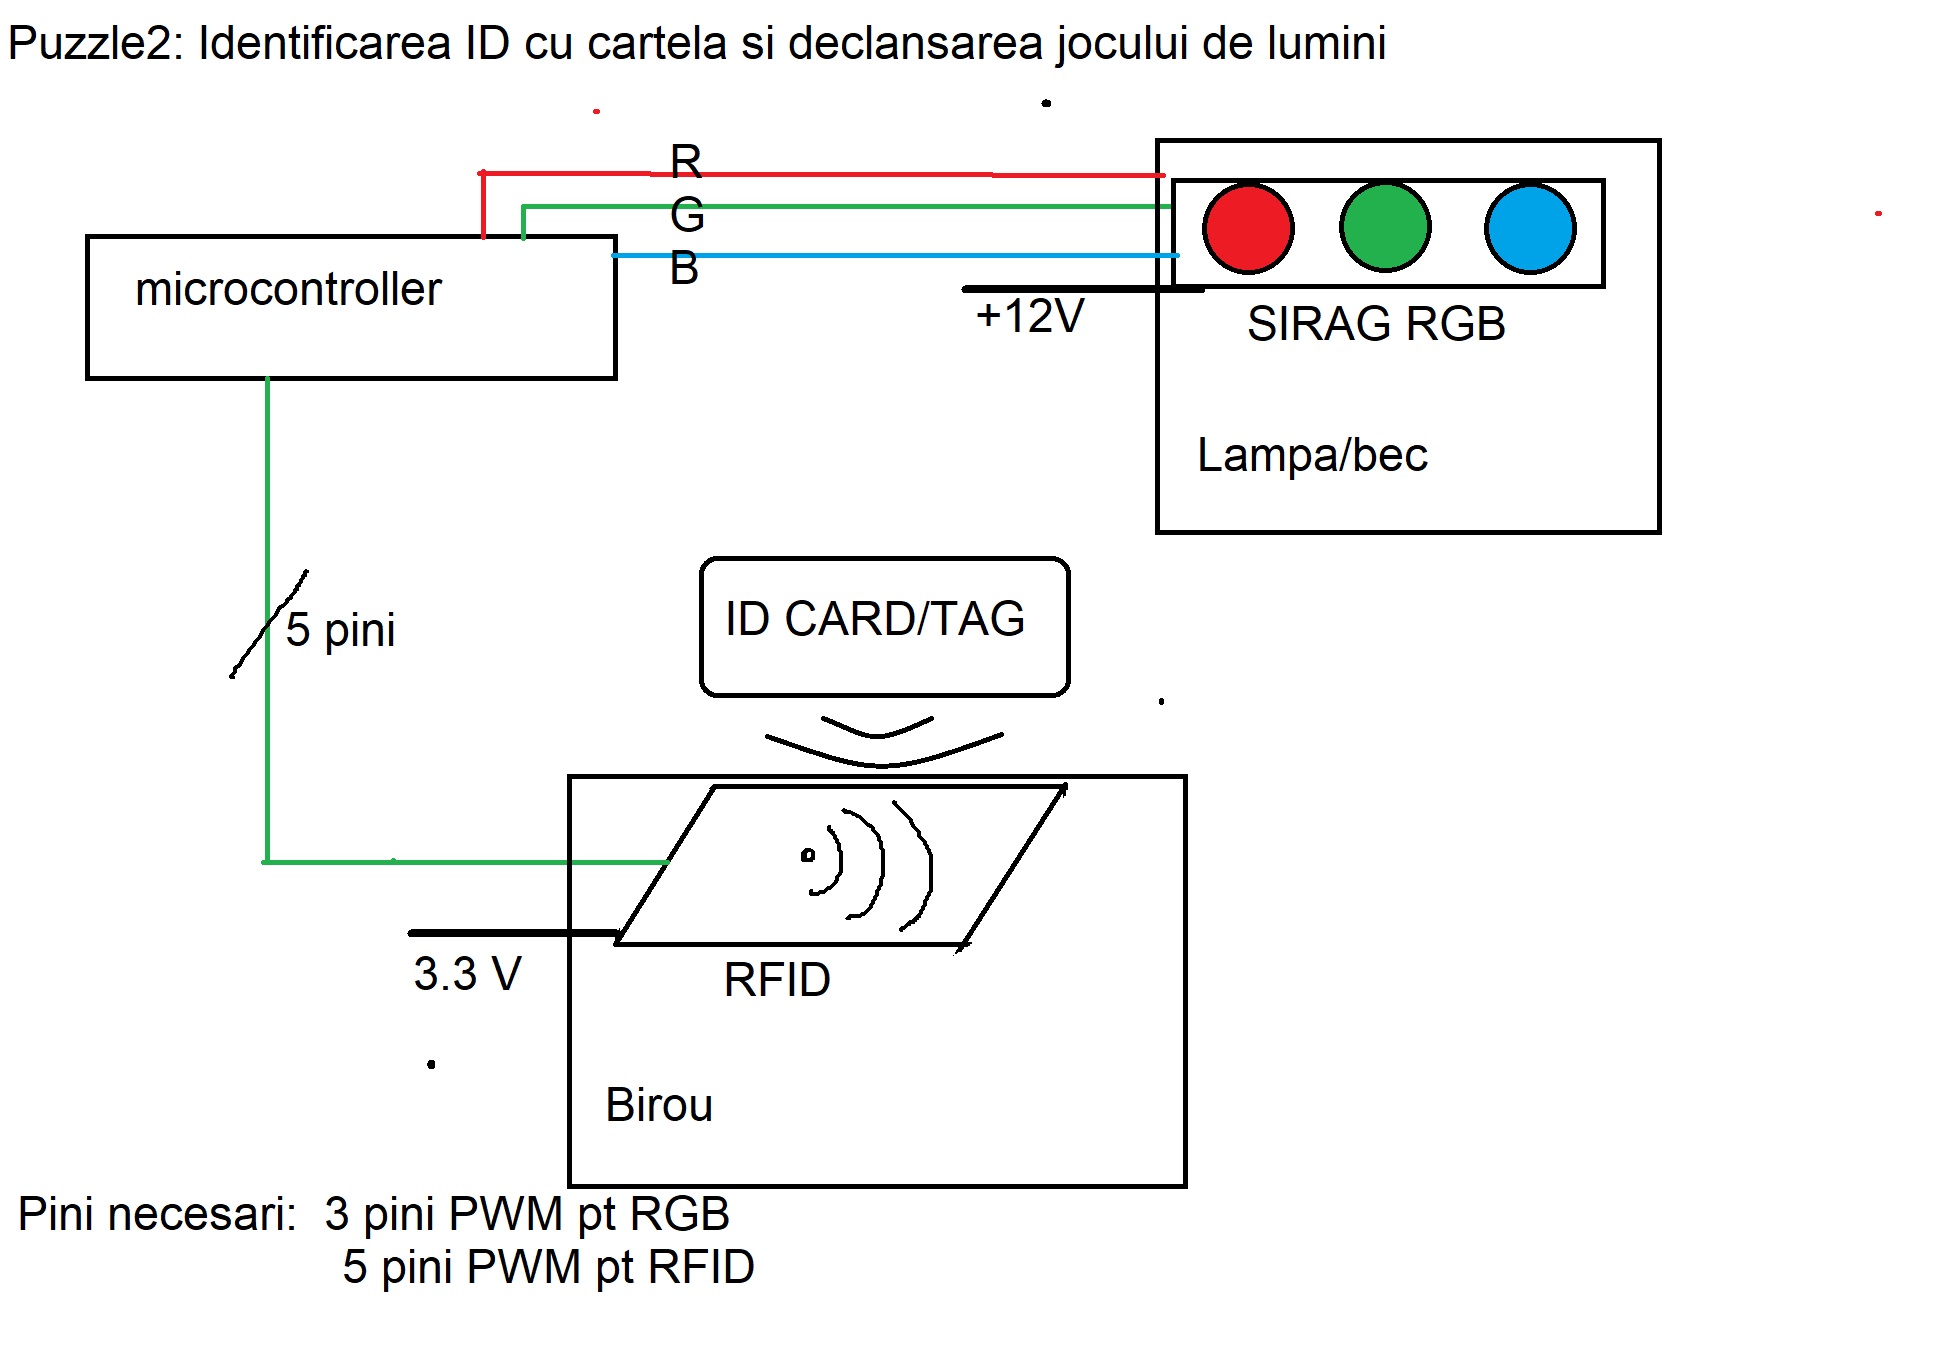 Puzzle2: Identificarea ID cu cartela si declansarea jocului de lumini
R
G
B
microcontroller
+12V
SIRAG RGB
Lampa/bec
5 pini
ID CARD/TAG
3.3 V
RFID
Birou
Pini necesari: 3 pini PWM pt RGB
5 pini PWM pt RFID